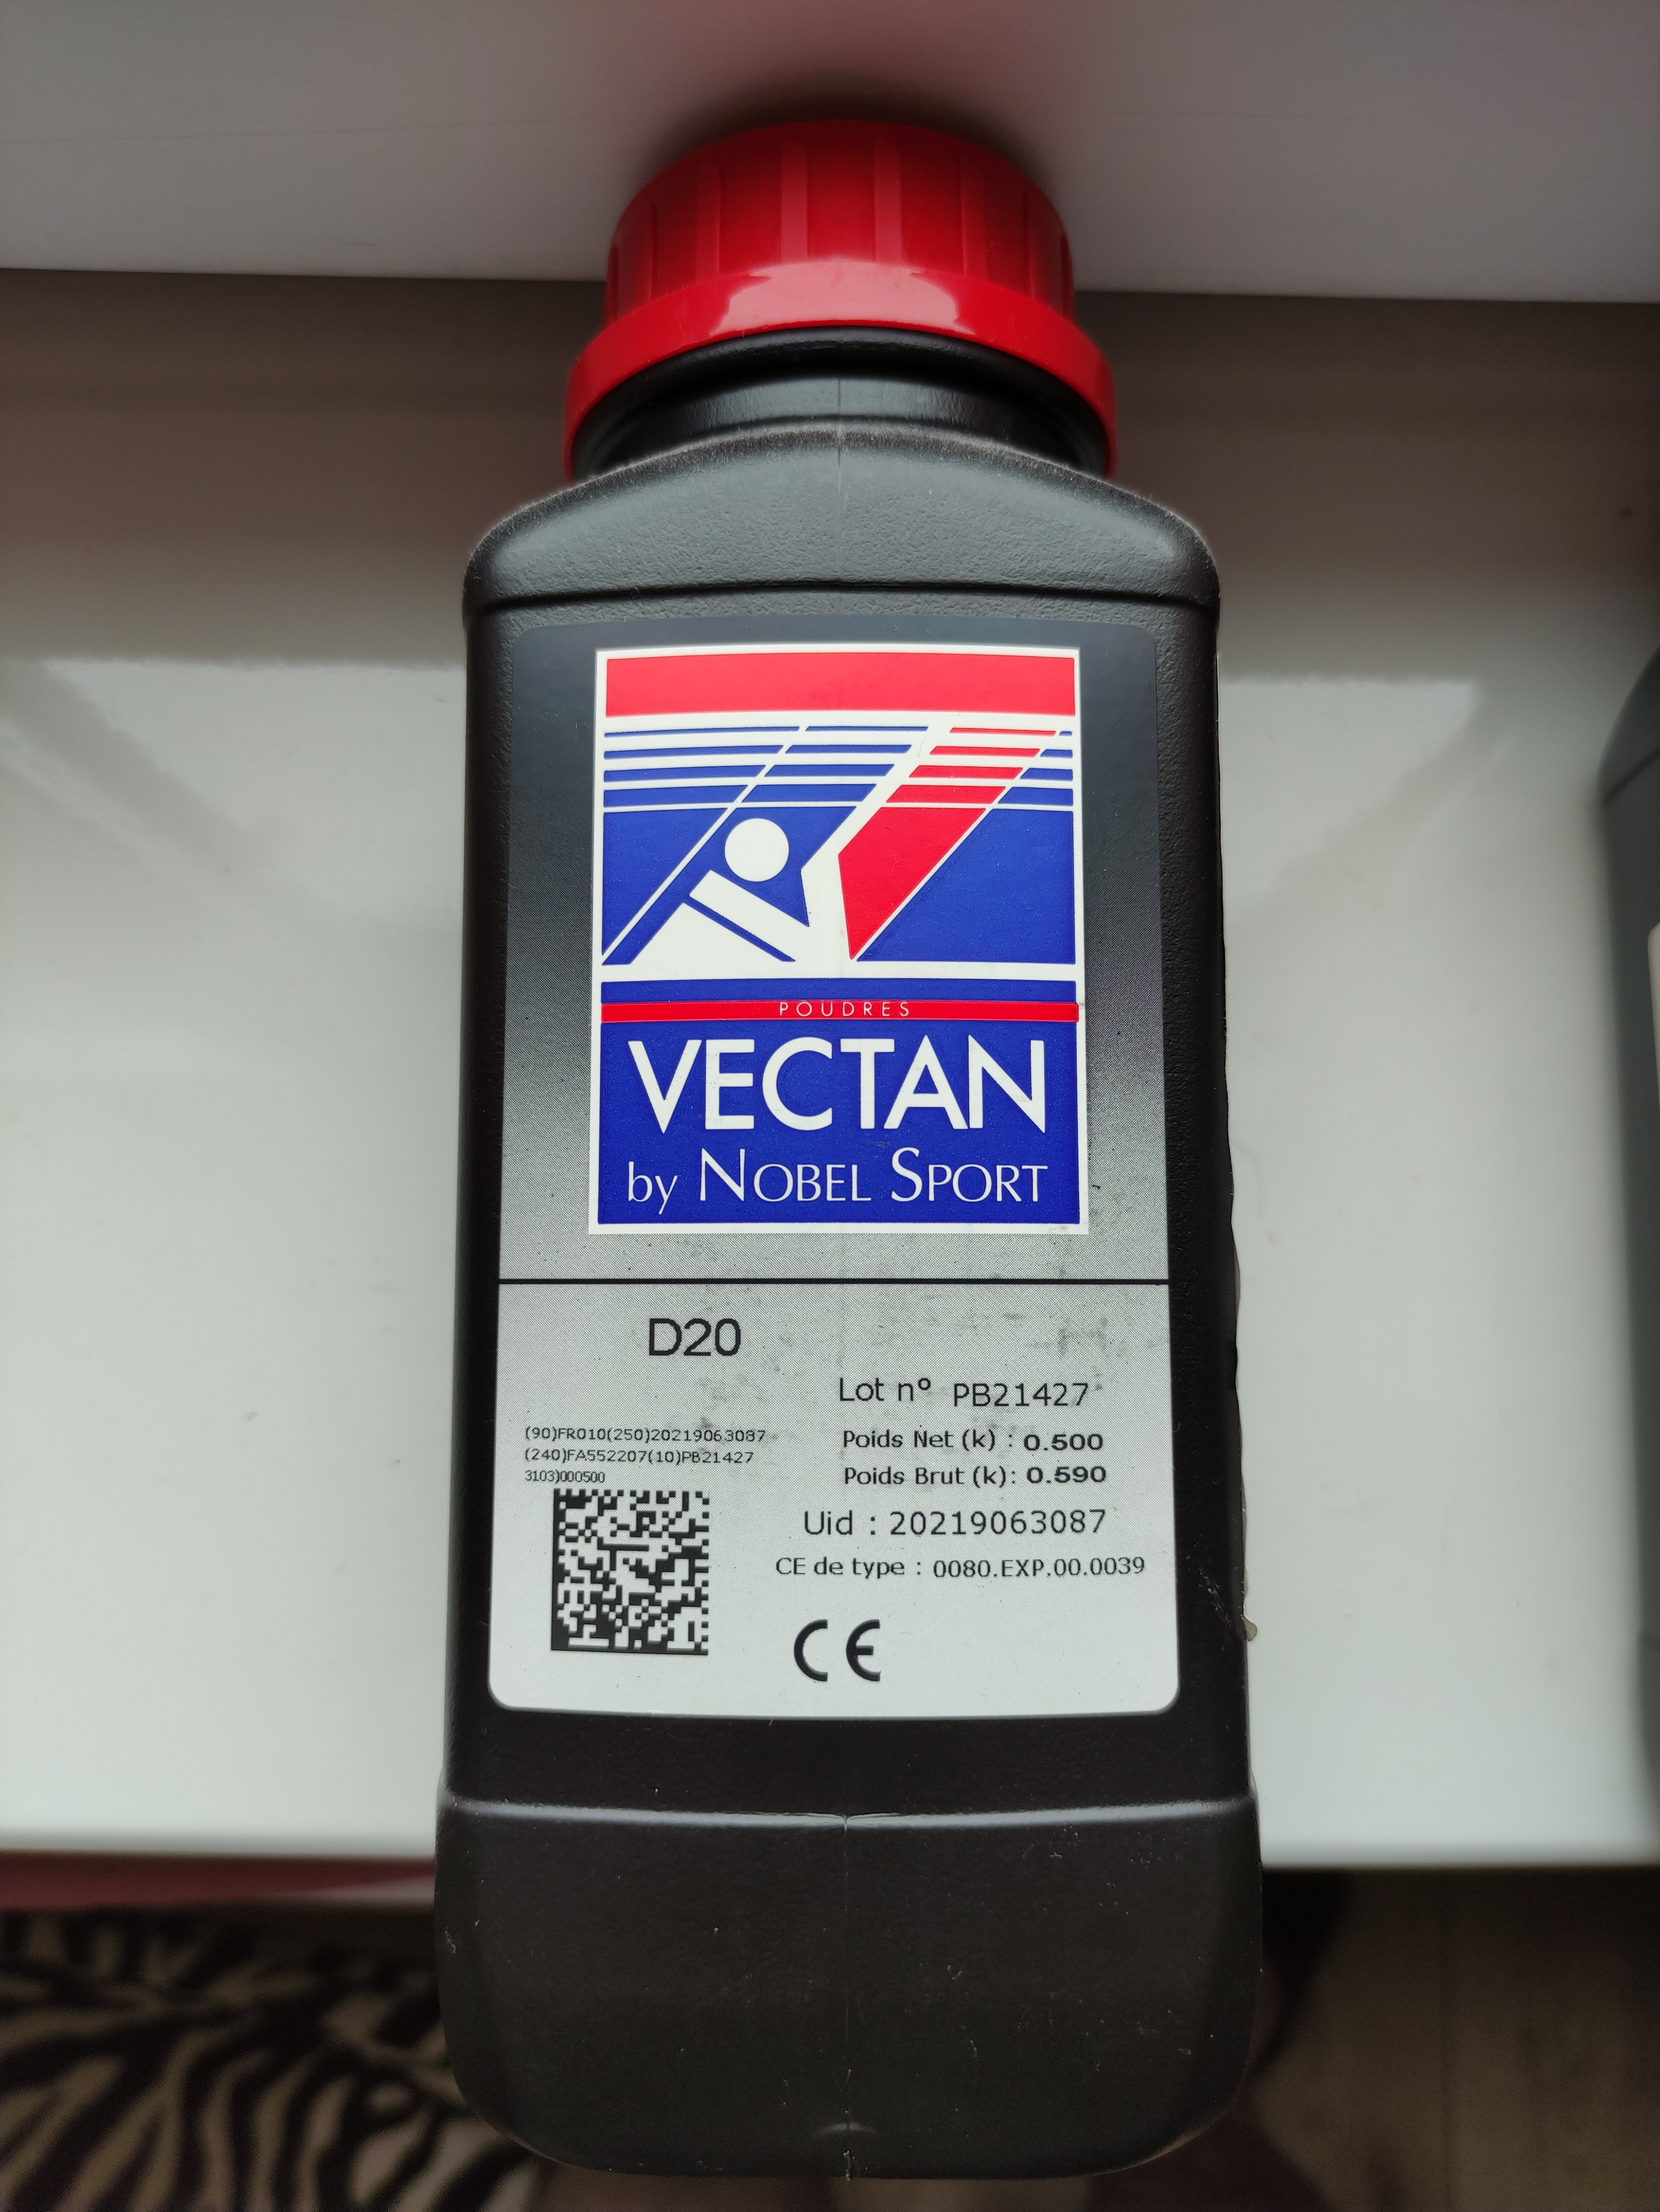 POUDRES
VECTAN
by NOBEL SPORT
D20
Lot nº PB21427
(90)FR010(250)20219063087
(240)FA552207(10)PB21427
3103)000500
Poids Net (k) : 0.500
Poids Brut (k): 0.590
Uid : 20219063087
CE de type : 0080.EXP.00.0039
CE